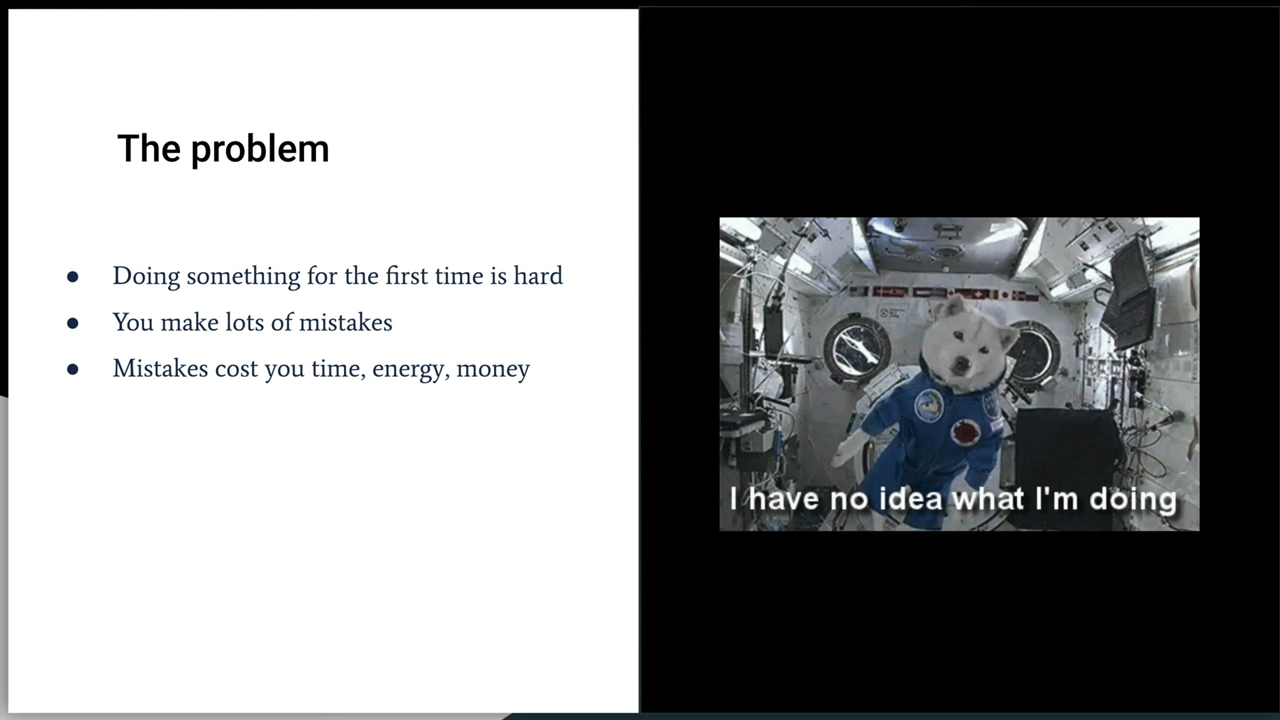 The problem
● Doing something for the first time is hard
● You make lots of mistakes
● Mistakes cost you time, energy, money
I have no idea what I'm doing